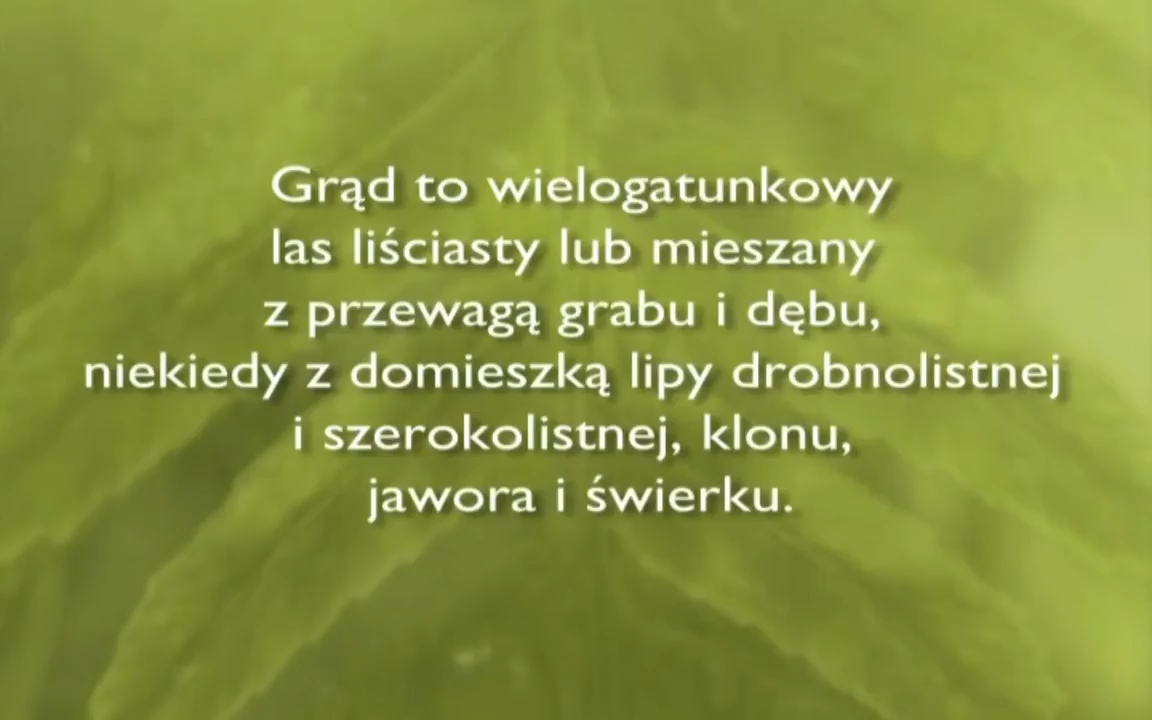 Grąd to wielogatunkowy
las liściasty lub mieszany
z przewagą grabu i dębu,
niekiedy z domieszką lipy drobnolistnej
i szerokolistnej, klonu,
jawora i świerku.